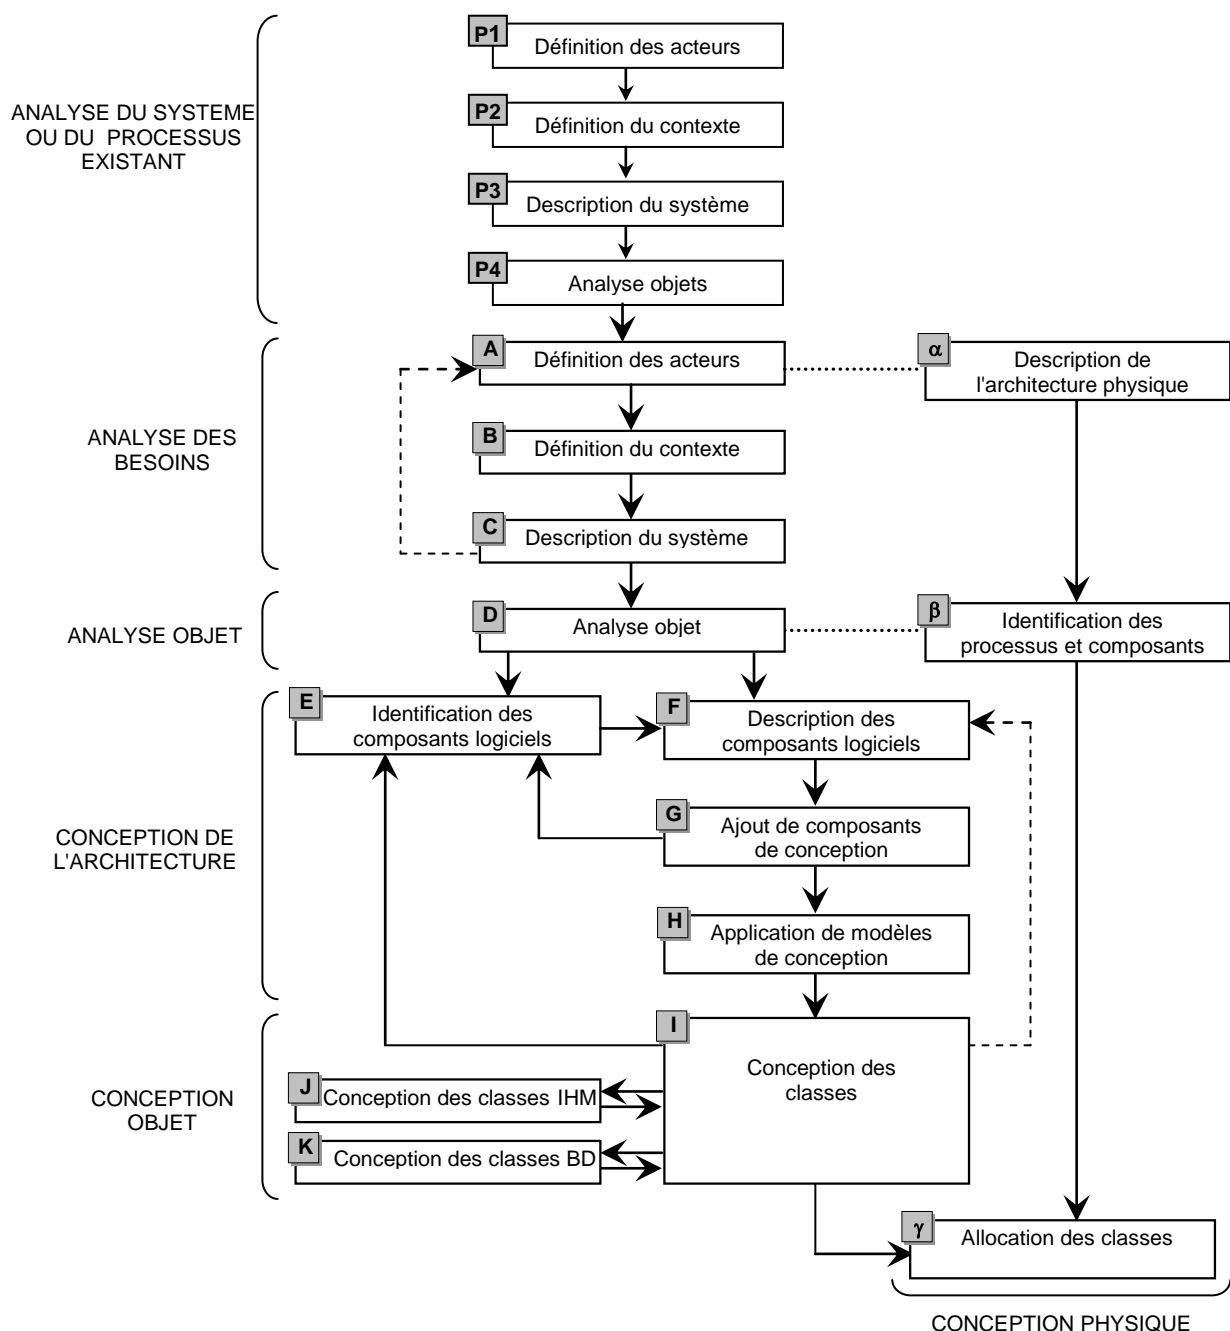 P1
Définition des acteurs
ANALYSE DU SYSTEME
OU DU PROCESSUS
EXISTANT
P2
Définition du contexte
P3
Description du système
P4
Analyse objets
A
Définition des acteurs
α
Description de
l'architecture physique
ANALYSE DES
BESOINS
B
Définition du contexte
C
Description du système
ANALYSE OBJET
D
Analyse objet
β
Identification des
processus et composants
E
Identification des
composants logiciels
F
Description des
composants logiciels
CONCEPTION DE
L'ARCHITECTURE
G
Ajout de composants
de conception
H
Application de modèles
de conception
I
Conception des
classes
CONCEPTION
OBJET
J
Conception des classes IHM
K
Conception des classes BD
γ
Allocation des classes
CONCEPTION PHYSIQUE